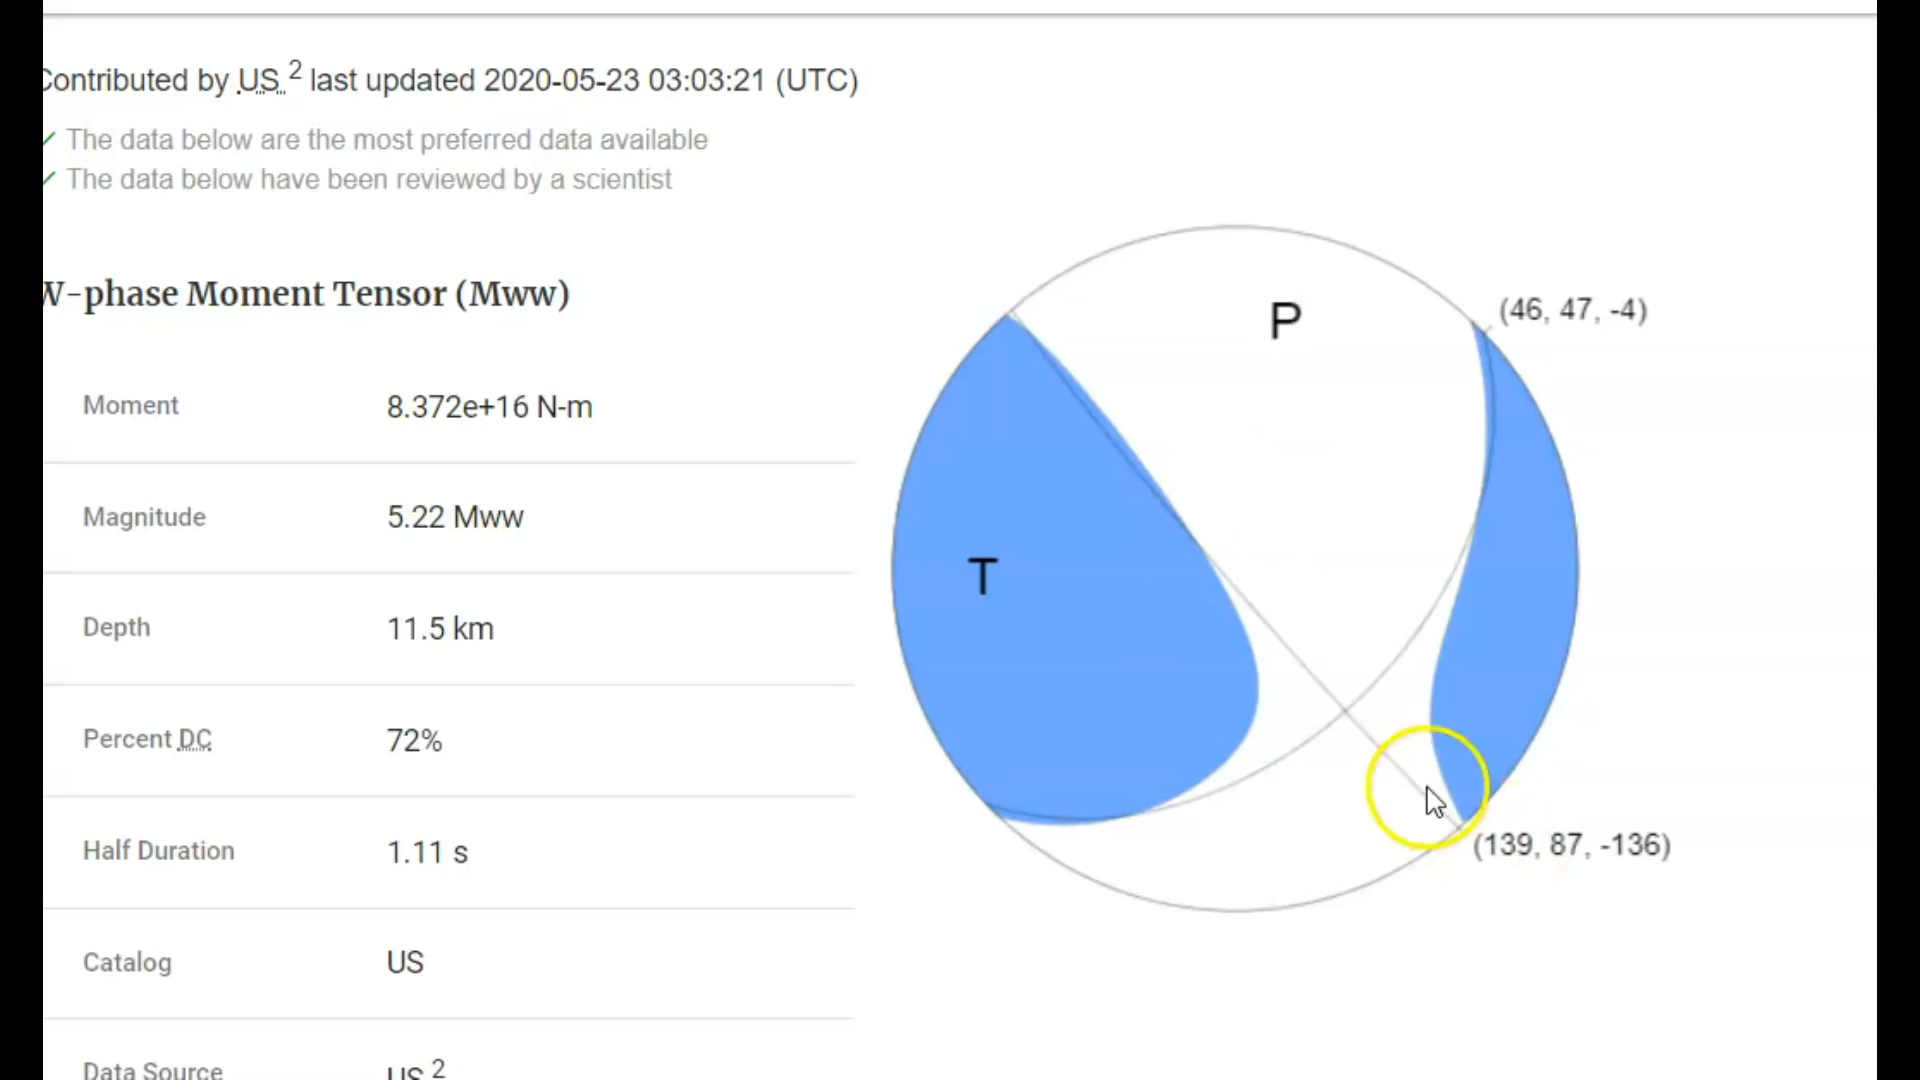 Contributed by US 2 last updated 2020-05-23 03:03:21 (UTC)
The data below are the most preferred data available
The data below have been reviewed by a scientist
W-phase Moment Tensor (Mww)
Moment 8.372e+16 N-m
Magnitude 5.22 Mww
Depth 11.5 km
Percent DC 72%
Half Duration 1.11 s
Catalog US
Data Source US 2
P
(46, 47, -4)
T
(139, 87, -136)